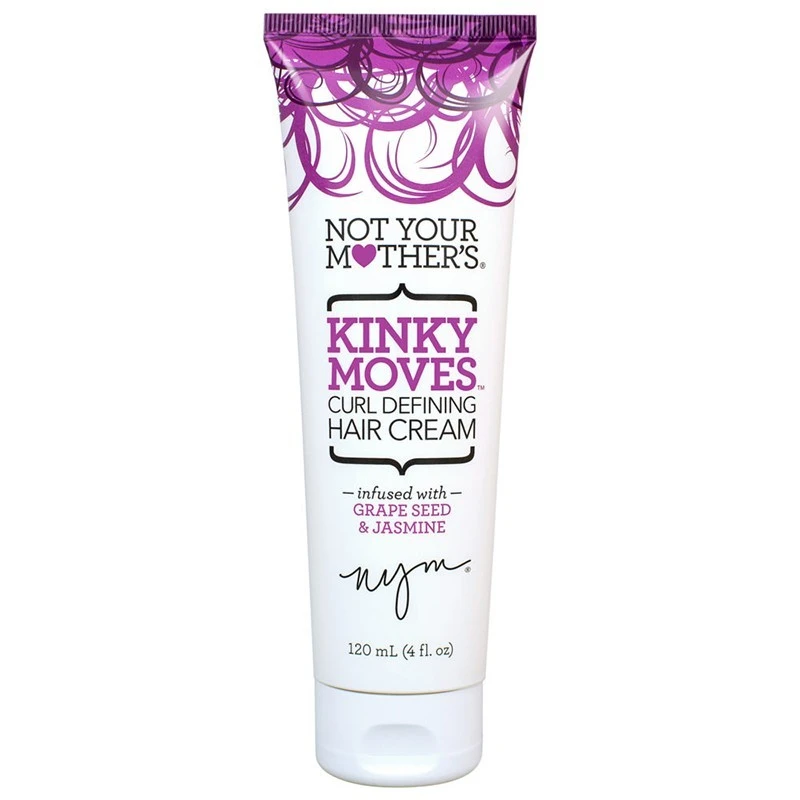 NOT YOUR
M♥THER'S®
KINKY
MOVES™
CURL DEFINING
HAIR CREAM
— infused with —
GRAPE SEED
& JASMINE
nym®
120 mL (4 fl. oz)